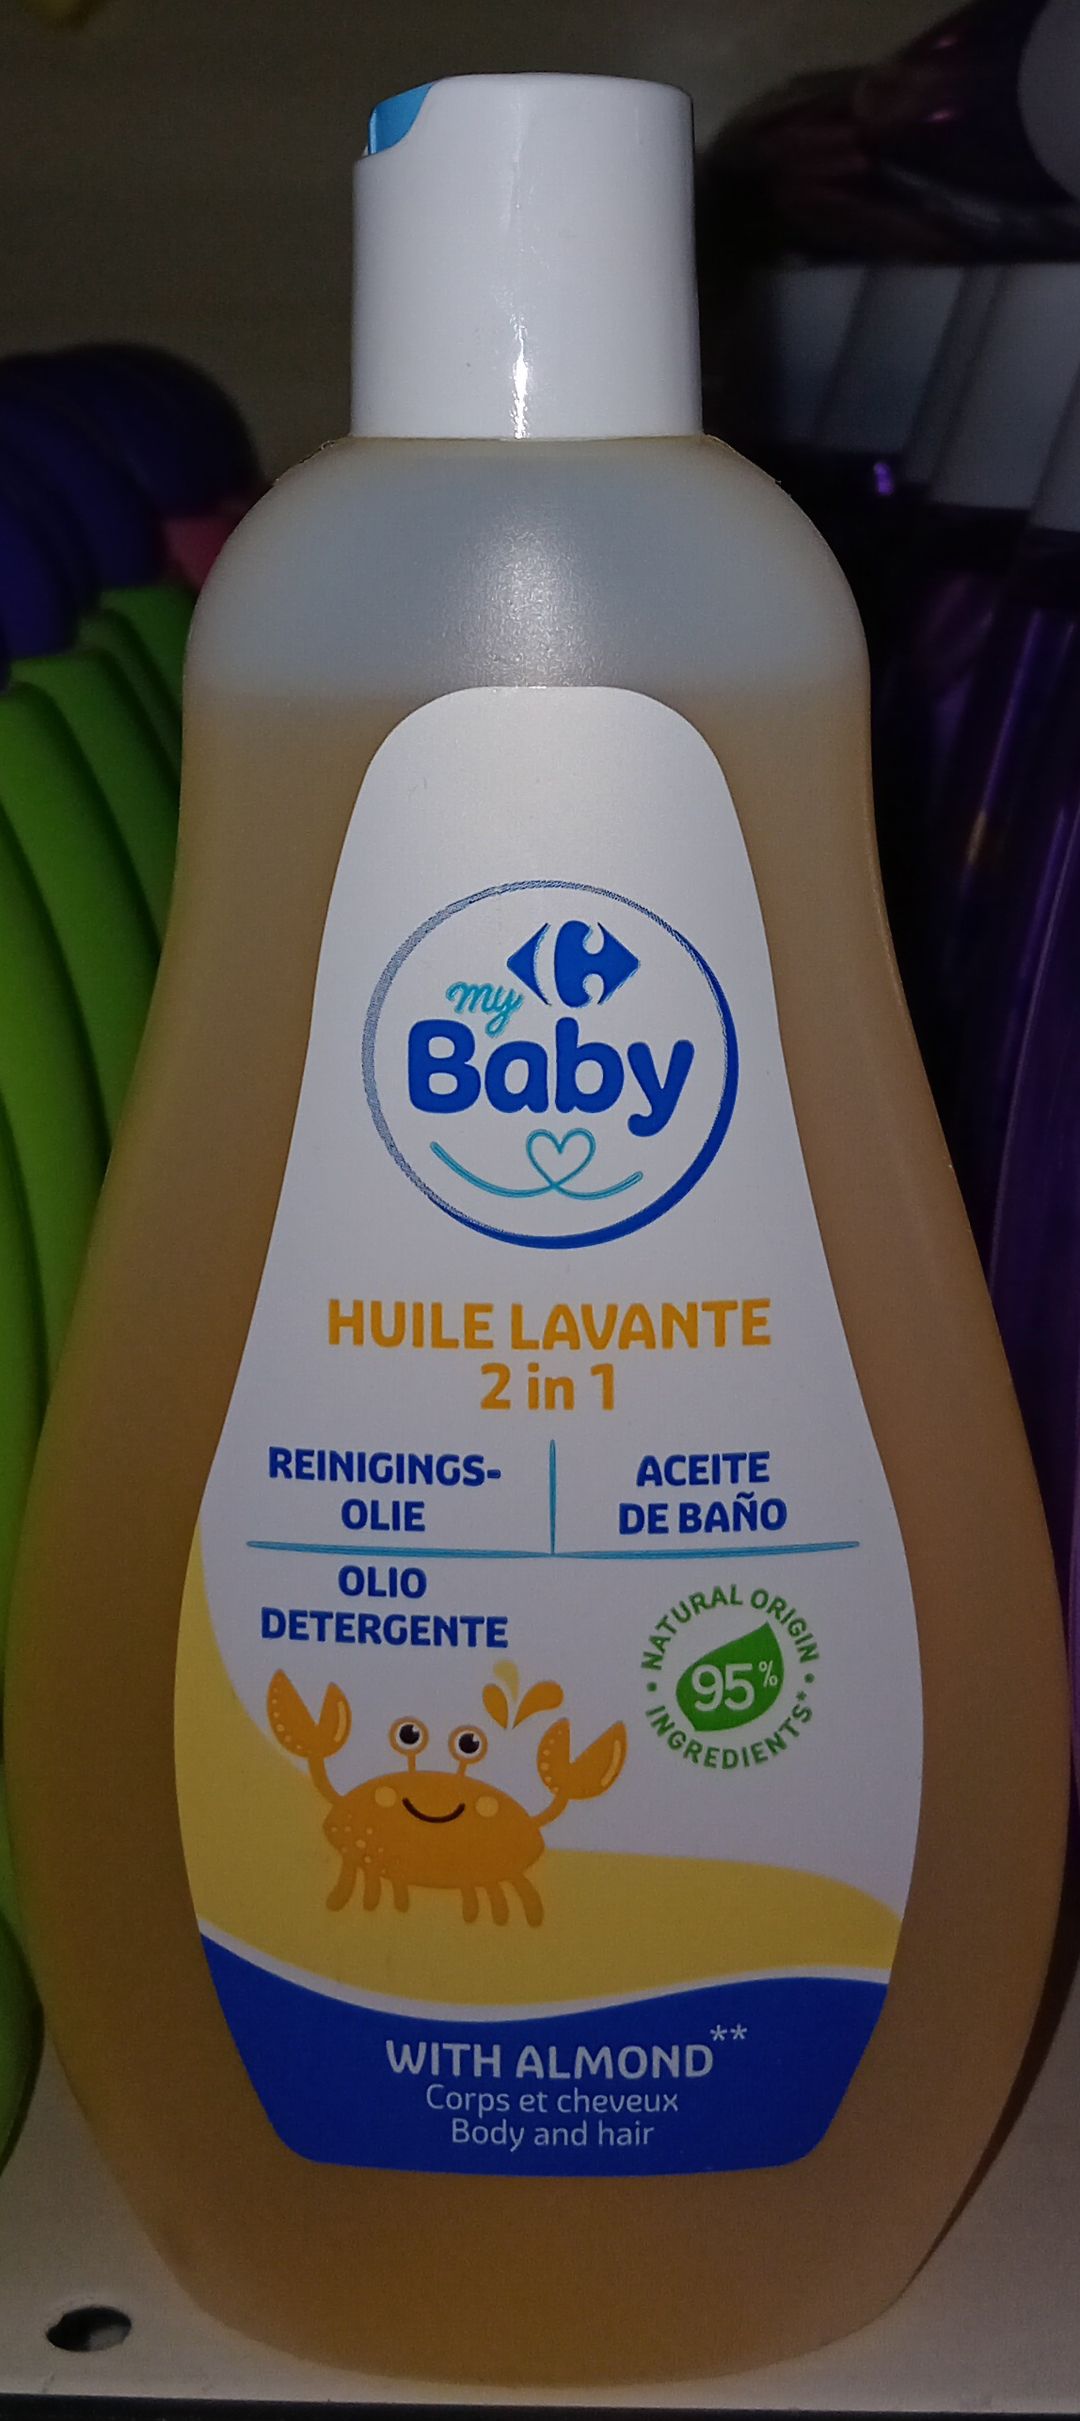 my
Baby
HUILE LAVANTE
2 in 1
REINIGINGS-
OLIE
ACEITE
DE BAÑO
OLIO
DETERGENTE
• NATURAL ORIGIN •
95%
INGREDIENTS*
WITH ALMOND**
Corps et cheveux
Body and hair